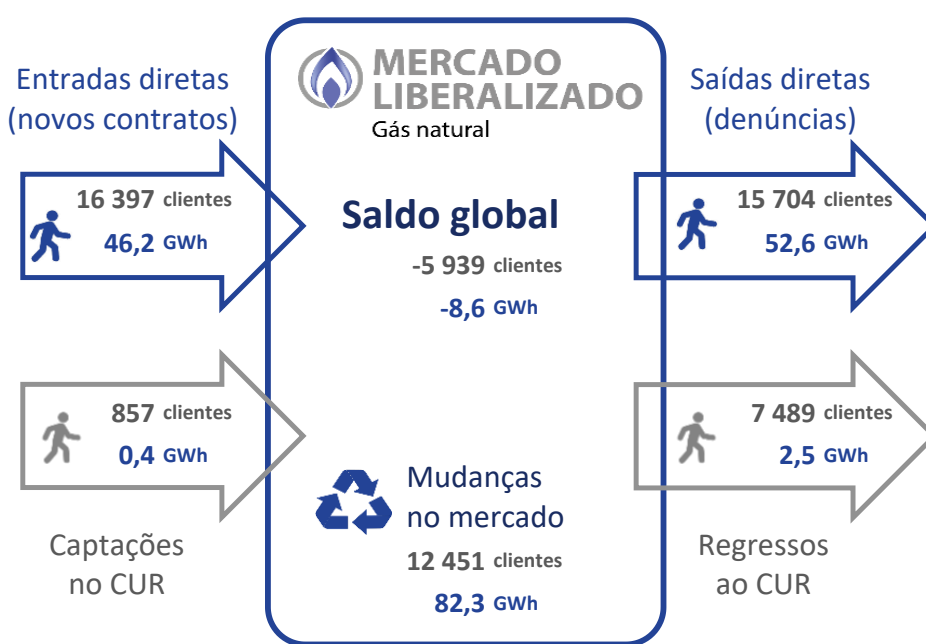 Entradas diretas
(novos contratos)
16 397 clientes
46,2 GWh
857 clientes
0,4 GWh
Captações
no CUR
MERCADO
LIBERALIZADO
Gás natural
Saldo global
-5 939 clientes
-8,6 GWh
Mudanças
no mercado
12 451 clientes
82,3 GWh
Saídas diretas
(denúncias)
15 704 clientes
52,6 GWh
7 489 clientes
2,5 GWh
Regressos
ao CUR